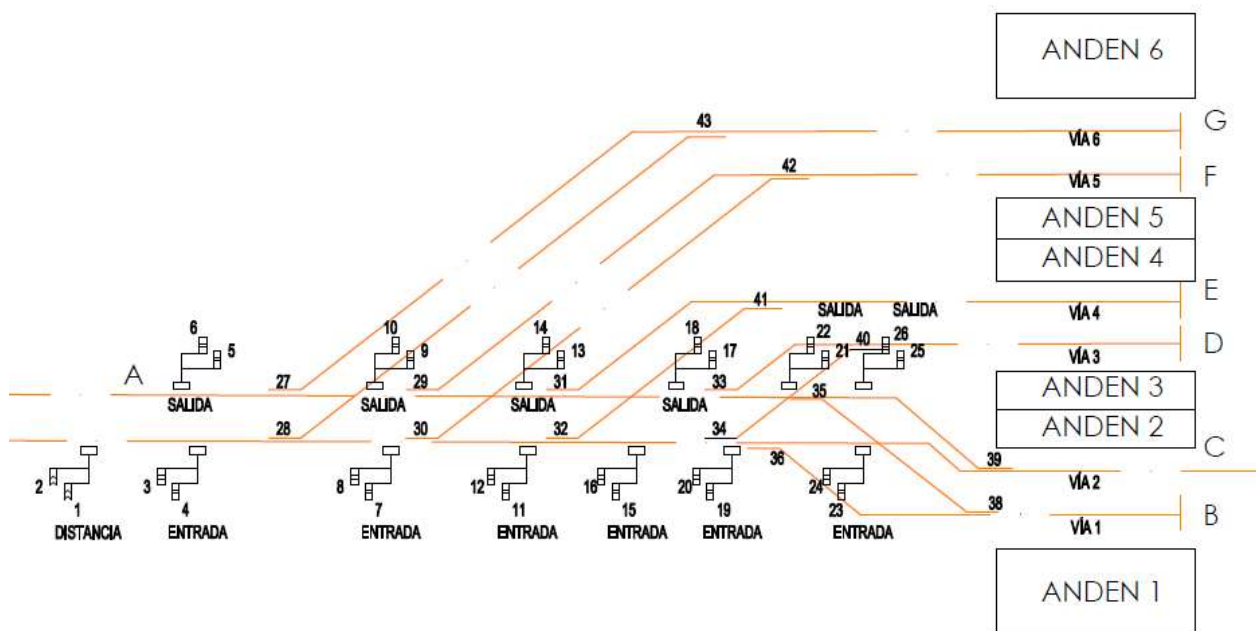 ANDEN 6
G
43
VÍA 6
F
42
VÍA 5
ANDEN 5
ANDEN 4
E
41
SALIDA SALIDA
VÍA 4
6 10 14 18 22 40 26
5 9 13 17 21 25
D
VÍA 3
A
27 29 31 33 35
SALIDA SALIDA SALIDA SALIDA
ANDEN 3
ANDEN 2
28 30 32 34
C
36 39
2 3 8 12 16 20 24
VÍA 2
1 4 7 11 15 19 23
38
B
DISTANCIA ENTRADA ENTRADA ENTRADA ENTRADA ENTRADA ENTRADA
VÍA 1
ANDEN 1